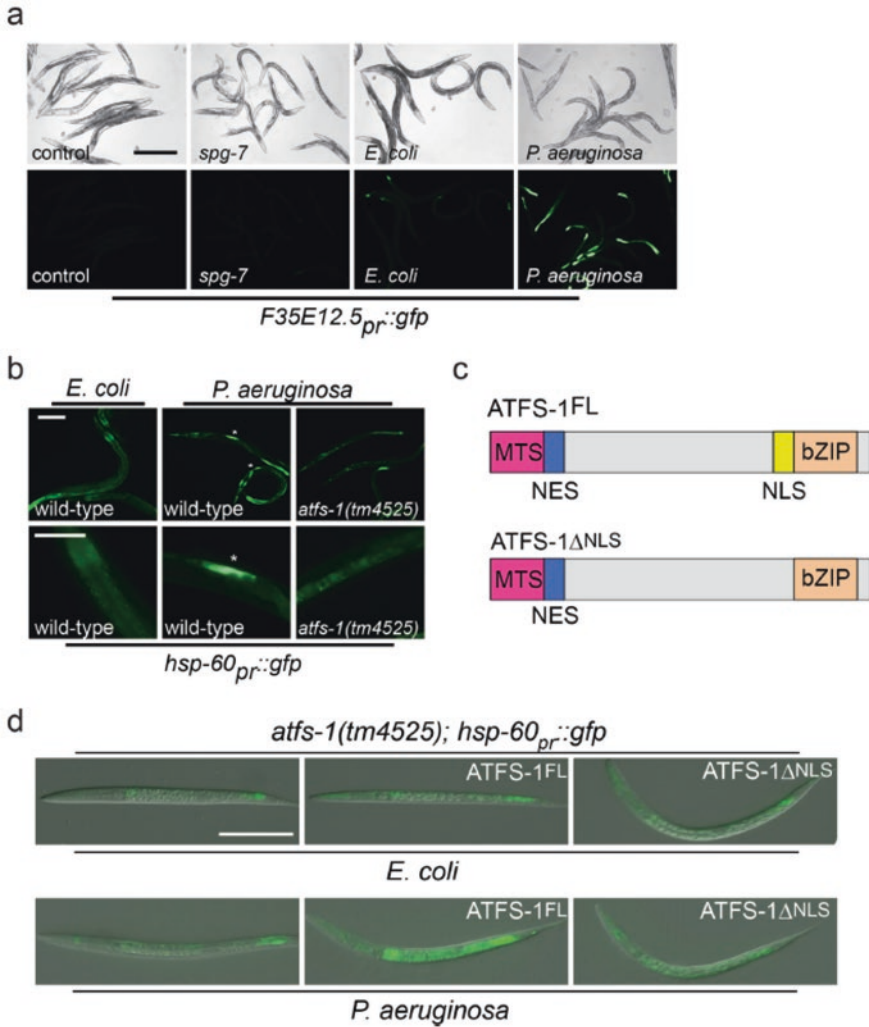 a
control
spg-7
E. coli
P. aeruginosa
control
spg-7
E. coli
P. aeruginosa
F35E12.5pr::gfp
b
E. coli
P. aeruginosa
wild-type
wild-type
atfs-1(tm4525)
wild-type
wild-type
atfs-1(tm4525)
hsp-60pr::gfp
c
ATFS-1FL
MTS
bZIP
NES
NLS
ATFS-1ΔNLS
MTS
bZIP
NES
d
atfs-1(tm4525); hsp-60pr::gfp
ATFS-1FL
ATFS-1ΔNLS
E. coli
ATFS-1FL
ATFS-1ΔNLS
P. aeruginosa